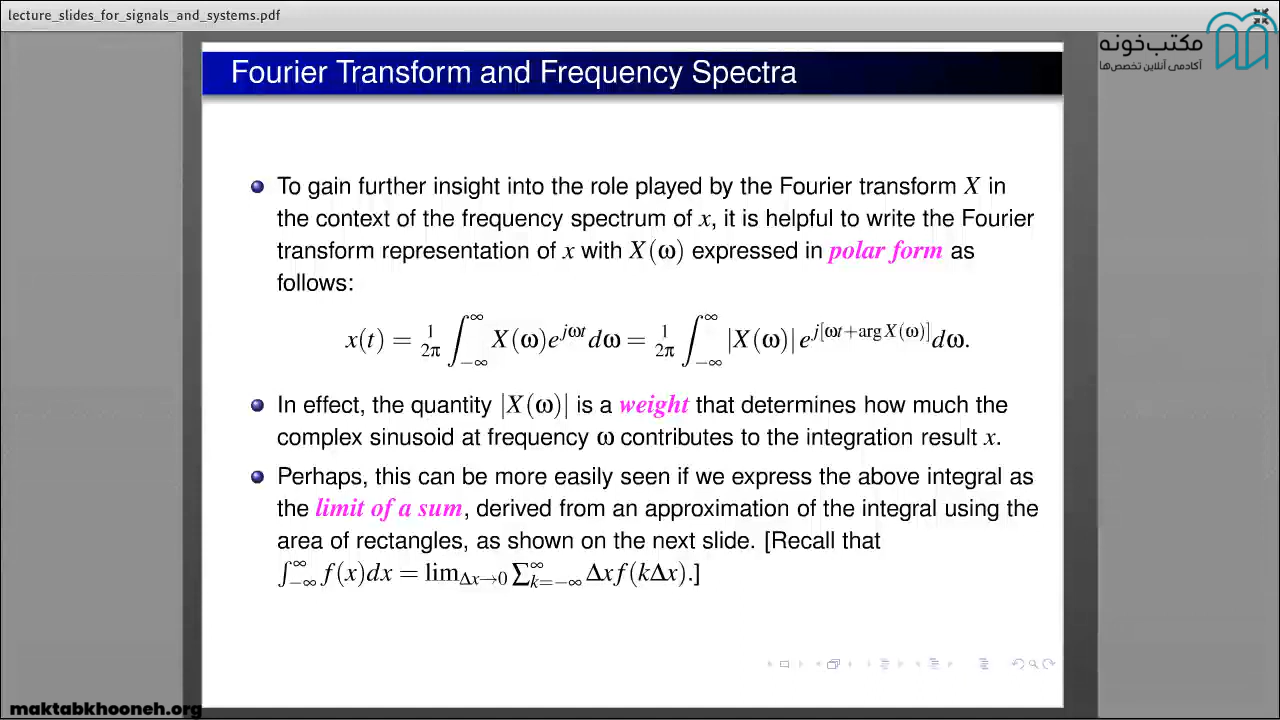 lecture_slides_for_signals_and_systems.pdf
مکتب‌خونه
آکادمی آنلاین تخصص‌ها
Fourier Transform and Frequency Spectra
To gain further insight into the role played by the Fourier transform X in
the context of the frequency spectrum of x, it is helpful to write the Fourier
transform representation of x with X(ω) expressed in polar form as
follows:
x(t) = 1/2π ∫_{−∞}^{∞} X(ω)e^{jωt}dω = 1/2π ∫_{−∞}^{∞} |X(ω)| e^{j[ωt+arg X(ω)]}dω.
In effect, the quantity |X(ω)| is a weight that determines how much the
complex sinusoid at frequency ω contributes to the integration result x.
Perhaps, this can be more easily seen if we express the above integral as
the limit of a sum, derived from an approximation of the integral using the
area of rectangles, as shown on the next slide. [Recall that
∫_{−∞}^{∞} f(x)dx = lim_{Δx→0} ∑_{k=−∞}^{∞} Δxf(kΔx).]
maktabkhooneh.org